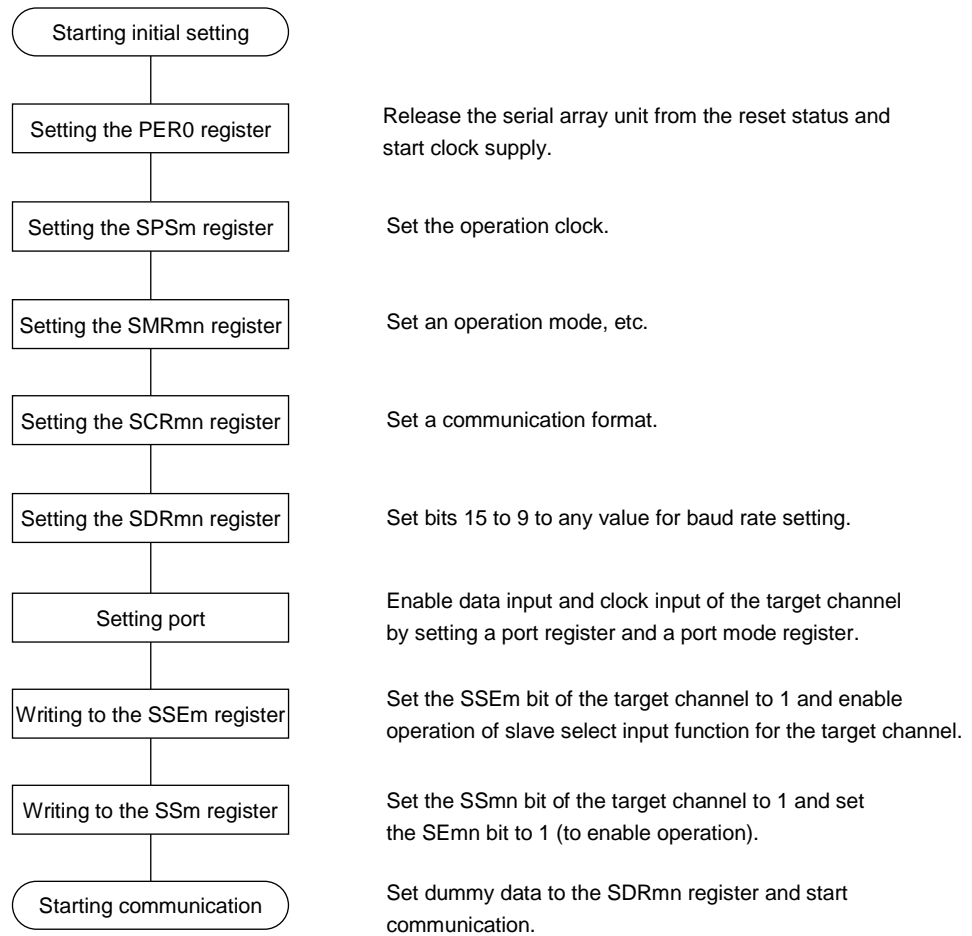 Starting initial setting
Setting the PER0 register
Release the serial array unit from the reset status and
start clock supply.
Setting the SPSm register
Set the operation clock.
Setting the SMRmn register
Set an operation mode, etc.
Setting the SCRmn register
Set a communication format.
Setting the SDRmn register
Set bits 15 to 9 to any value for baud rate setting.
Setting port
Enable data input and clock input of the target channel
by setting a port register and a port mode register.
Writing to the SSEm register
Set the SSEm bit of the target channel to 1 and enable
operation of slave select input function for the target channel.
Writing to the SSm register
Set the SSmn bit of the target channel to 1 and set
the SEmn bit to 1 (to enable operation).
Starting communication
Set dummy data to the SDRmn register and start
communication.